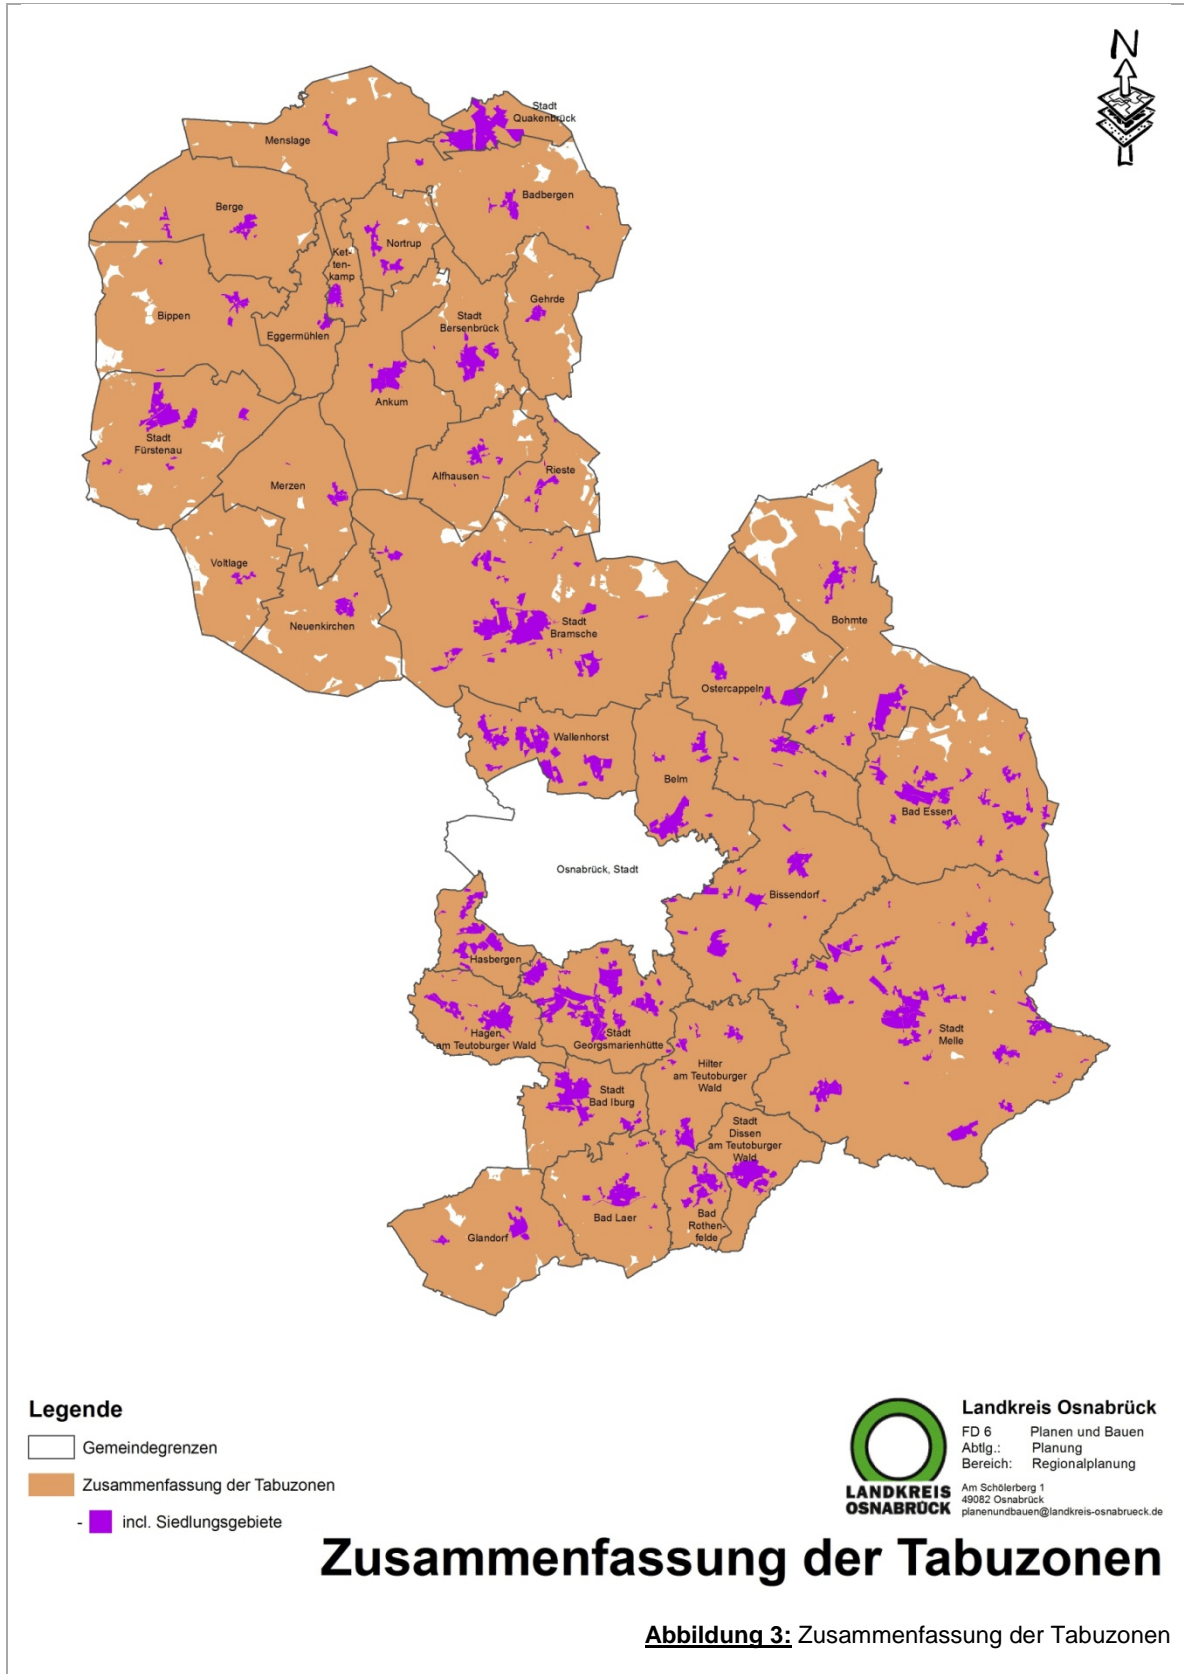 N
Stadt
Quakenbrück
Menslage
Badbergen
Berge
Nortrup
Ket-
ten-
kamp
Gehrde
Bippen
Stadt
Bersenbrück
Eggermühlen
Ankum
Stadt
Fürstenau
Alfhausen
Rieste
Merzen
Voltlage
Neuenkirchen
Stadt
Bramsche
Bohmte
Ostercappeln
Wallenhorst
Belm
Bad Essen
Osnabrück, Stadt
Bissendorf
Hasbergen
Hagen
am Teutoburger Wald
Stadt
Georgsmarienhütte
Stadt
Melle
Hilter
am Teutoburger
Wald
Stadt
Bad Iburg
Stadt
Dissen
am Teutoburger
Wald
Bad Laer
Bad
Rothen-
felde
Glandorf
Legende
Gemeindegrenzen
Zusammenfassung der Tabuzonen
- incl. Siedlungsgebiete
LANDKREIS
OSNABRÜCK
Landkreis Osnabrück
FD 6 Planen und Bauen
Abtlg.: Planung
Bereich: Regionalplanung
Am Schölerberg 1
49082 Osnabrück
planenundbauen@landkreis-osnabrueck.de
Zusammenfassung der Tabuzonen
Abbildung 3: Zusammenfassung der Tabuzonen